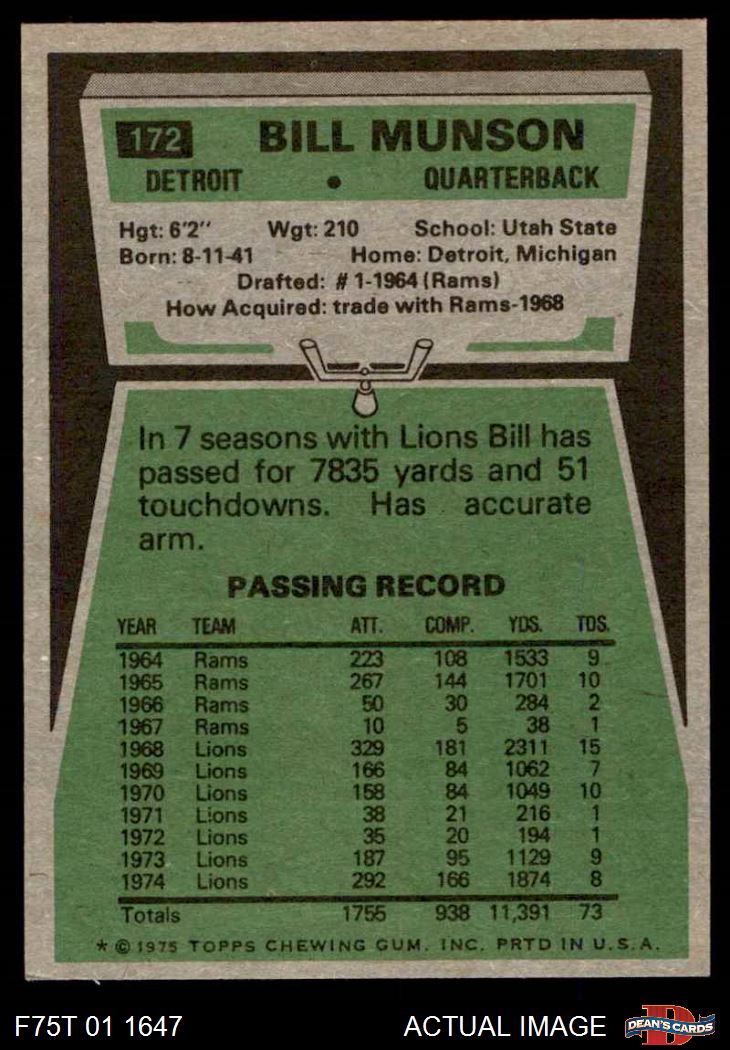 172 BILL MUNSON
DETROIT • QUARTERBACK
Hgt: 6'2" Wgt: 210 School: Utah State
Born: 8-11-41 Home: Detroit, Michigan
Drafted: # 1-1964 (Rams)
How Acquired: trade with Rams-1968
In 7 seasons with Lions Bill has
passed for 7835 yards and 51
touchdowns. Has accurate
arm.
PASSING RECORD
YEAR TEAM ATT. COMP. YDS. TDS.
1964 Rams 223 108 1533 9
1965 Rams 267 144 1701 10
1966 Rams 50 30 284 2
1967 Rams 10 5 38 1
1968 Lions 329 181 2311 15
1969 Lions 166 84 1062 7
1970 Lions 158 84 1049 10
1971 Lions 38 21 216 1
1972 Lions 35 20 194 1
1973 Lions 187 95 1129 9
1974 Lions 292 166 1874 8
Totals 1755 938 11,391 73
* © 1975 TOPPS CHEWING GUM, INC. PRTD IN U.S.A.
F75T 01 1647 ACTUAL IMAGE D DEAN'S CARDS